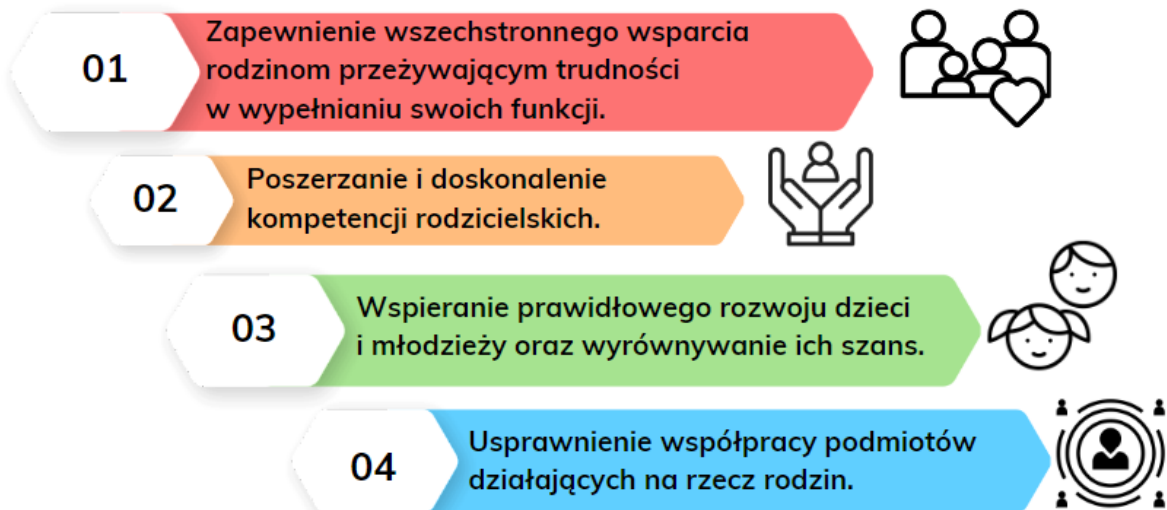 01
Zapewnienie wszechstronnego wsparcia
rodzinom przeżywającym trudności
w wypełnianiu swoich funkcji.
02
Poszerzanie i doskonalenie
kompetencji rodzicielskich.
03
Wspieranie prawidłowego rozwoju dzieci
i młodzieży oraz wyrównywanie ich szans.
04
Usprawnienie współpracy podmiotów
działających na rzecz rodzin.